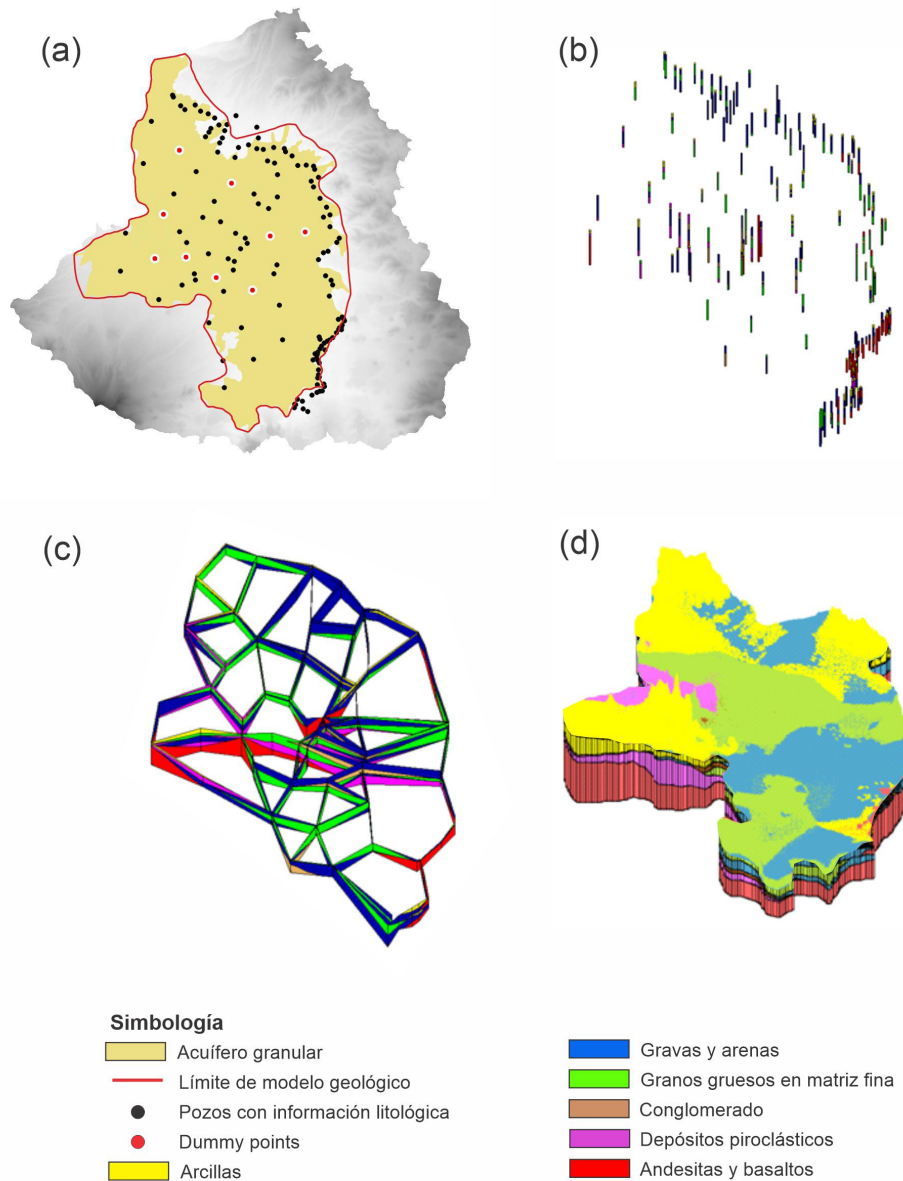 (a)
(b)
(c)
(d)
Simbología
Acuífero granular
Límite de modelo geológico
Pozos con información litológica
Dummy points
Arcillas
Gravas y arenas
Granos gruesos en matriz fina
Conglomerado
Depósitos piroclásticos
Andesitas y basaltos